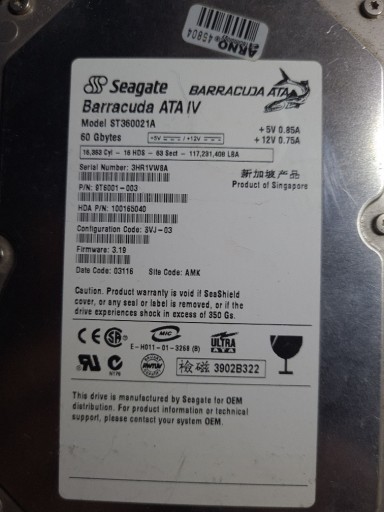 ARNO 45804
Seagate BARRACUDA ATA
Barracuda ATA IV
Model ST360021A
60 Gbytes +5V +12V
+5V 0.85A
+12V 0.75A
16,383 Cyl - 16 HDS - 63 Sect - 117,231,408 LBA
Serial Number: 3HR1VW8A
新加坡产品
Product of Singapore
P/N: 9T6001-003
HDA P/N: 100165040
Configuration Code: 3VJ-03
Firmware: 3.19
Date Code: 03116 Site Code: AMK
Caution. Product warranty is void if SeaShield
cover, or any seal or label is removed, or if the
drive experiences shock in excess of 350 Gs.
E-H011-01-3268 (B)
ULTRA
ATA
檢磁 3902B322
This drive is manufactured by Seagate for OEM
distribution. For product information or technical
support, please contact your system OEM.